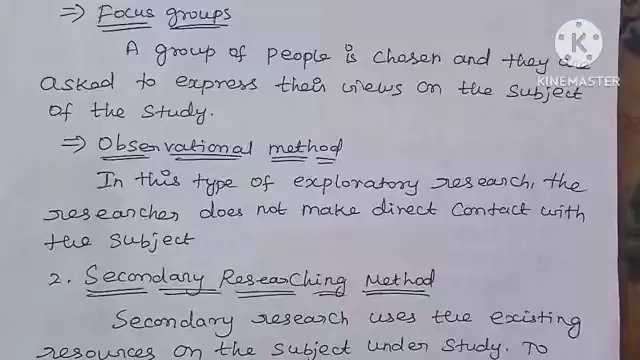 ⇒ Focus groups
A group of people is chosen and they are
asked to express their views on the subject
of the study.
⇒ Observational method
In this type of exploratory research, the
researcher does not make direct contact with
the subject
2. Secondary Researching Method
Secondary research uses the existing
resources on the subject under study. To
K
KINEMASTER